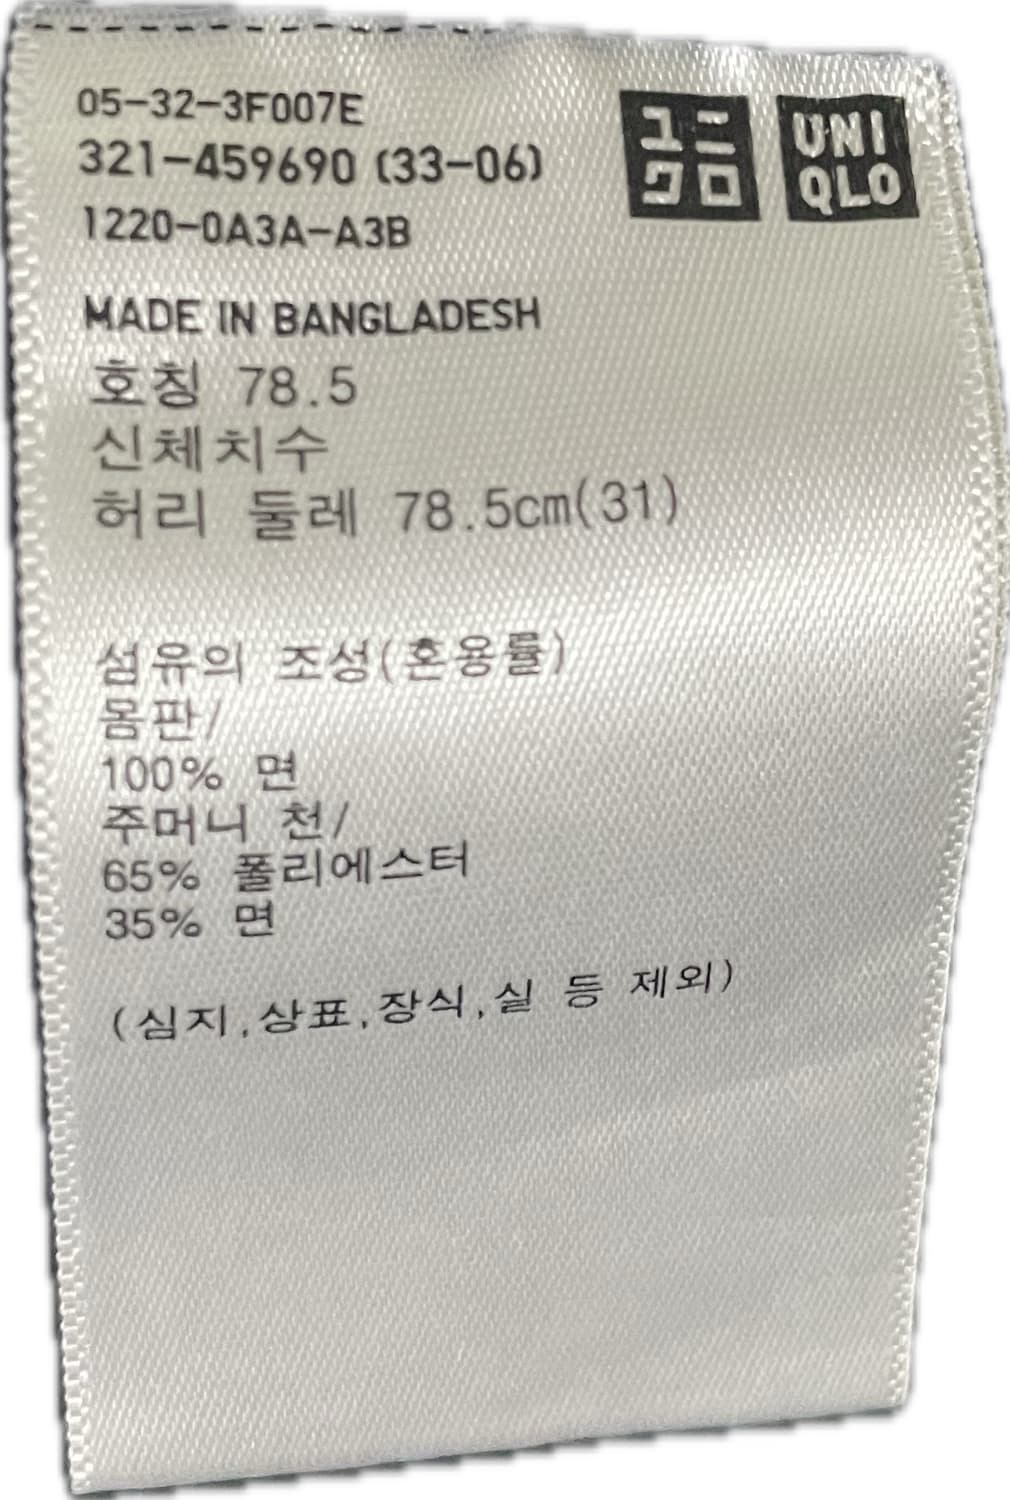 05-32-3F007E
321-459690 (33-06)
1220-0A3A-A3B
ユニ
クロ
UNI
QLO
MADE IN BANGLADESH
호칭 78.5
신체치수
허리 둘레 78.5cm(31)
섬유의 조성(혼용률)
몸판/
100% 면
주머니 천/
65% 폴리에스터
35% 면
(심지,상표,장식,실 등 제외)